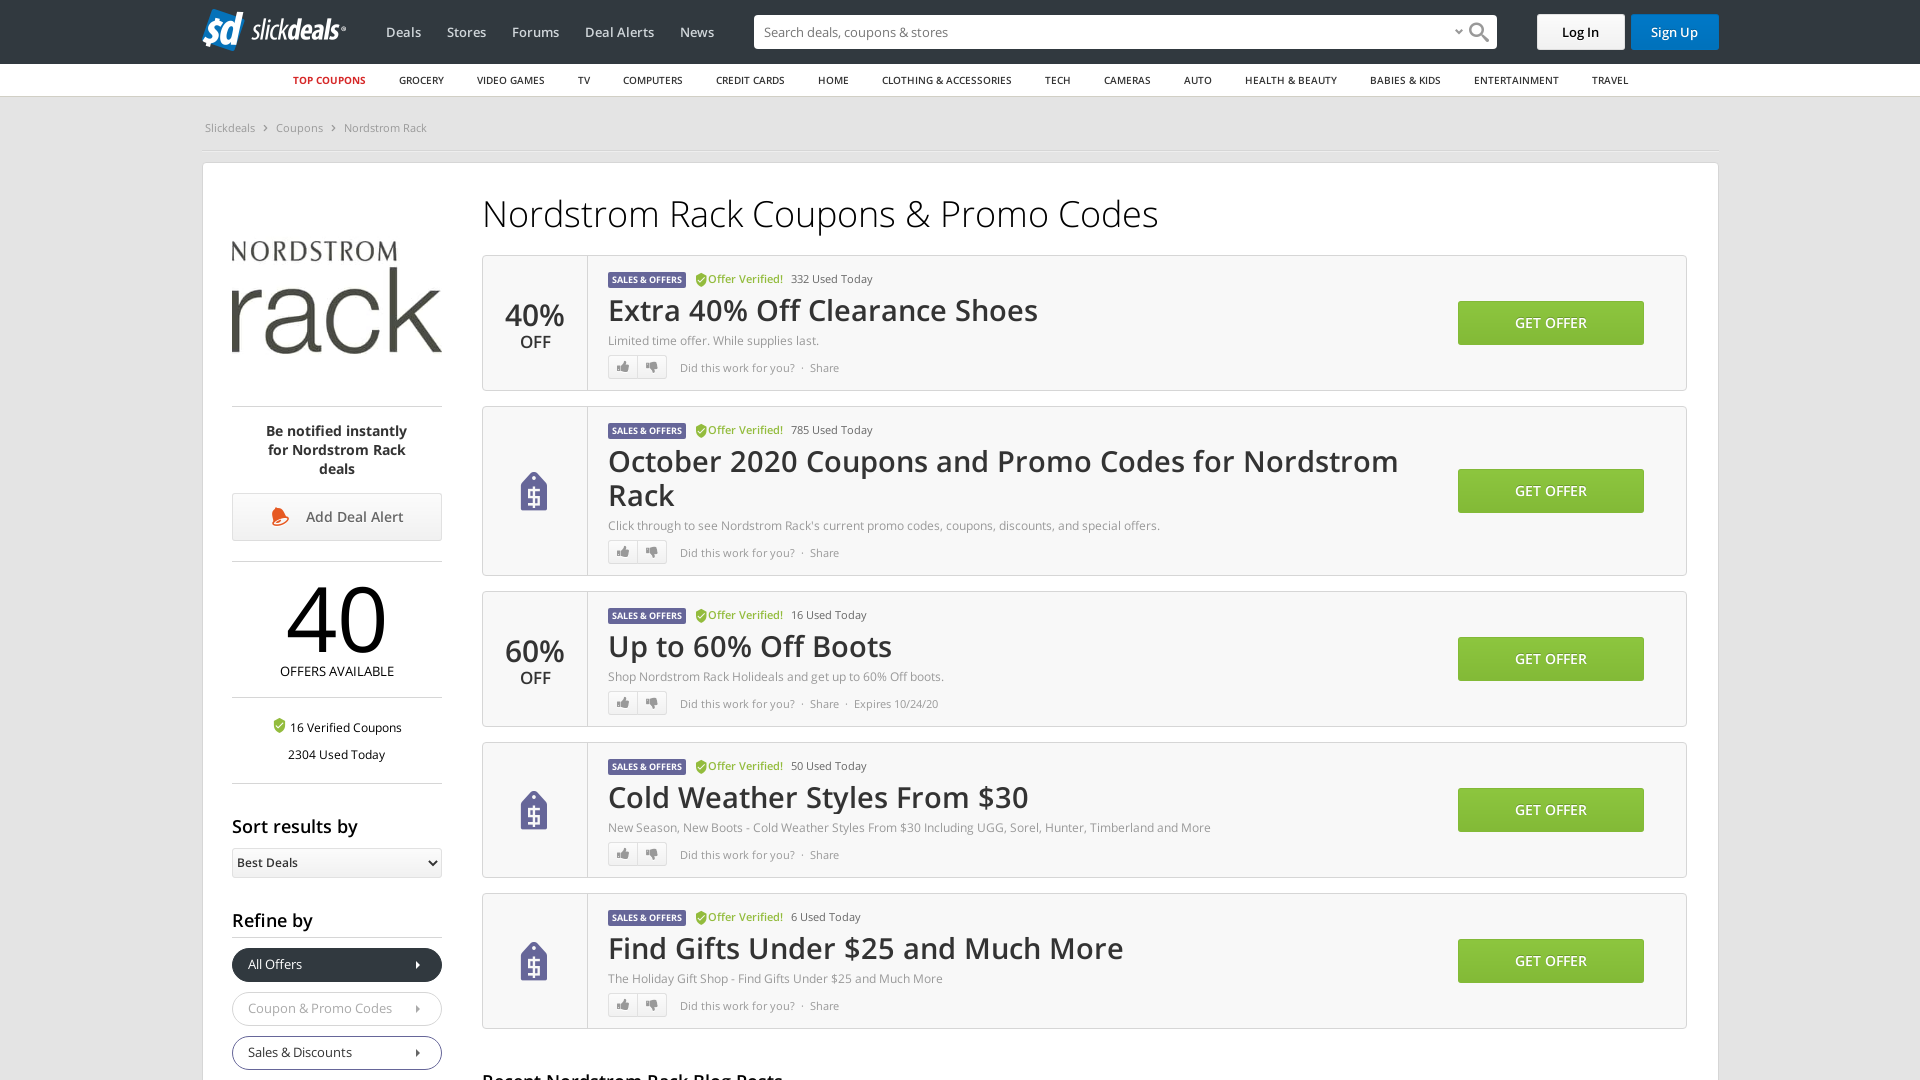 sd slickdeals
Deals Stores Forums Deal Alerts News
Search deals, coupons & stores
Log In
Sign Up
TOP COUPONS GROCERY VIDEO GAMES TV COMPUTERS CREDIT CARDS HOME CLOTHING & ACCESSORIES TECH CAMERAS AUTO HEALTH & BEAUTY BABIES & KIDS ENTERTAINMENT TRAVEL
Slickdeals > Coupons > Nordstrom Rack
NORDSTROM
rack
Be notified instantly
for Nordstrom Rack
deals
Add Deal Alert
40
OFFERS AVAILABLE
16 Verified Coupons
2304 Used Today
Sort results by
Best Deals
Refine by
All Offers
Coupon & Promo Codes
Sales & Discounts
Nordstrom Rack Coupons & Promo Codes
40%
OFF
SALES & OFFERS Offer Verified! 332 Used Today
Extra 40% Off Clearance Shoes
Limited time offer. While supplies last.
Did this work for you? · Share
GET OFFER
SALES & OFFERS Offer Verified! 785 Used Today
October 2020 Coupons and Promo Codes for Nordstrom
Rack
Click through to see Nordstrom Rack's current promo codes, coupons, discounts, and special offers.
Did this work for you? · Share
GET OFFER
60%
OFF
SALES & OFFERS Offer Verified! 16 Used Today
Up to 60% Off Boots
Shop Nordstrom Rack Holideals and get up to 60% Off boots.
Did this work for you? · Share · Expires 10/24/20
GET OFFER
SALES & OFFERS Offer Verified! 50 Used Today
Cold Weather Styles From $30
New Season, New Boots - Cold Weather Styles From $30 Including UGG, Sorel, Hunter, Timberland and More
Did this work for you? · Share
GET OFFER
SALES & OFFERS Offer Verified! 6 Used Today
Find Gifts Under $25 and Much More
The Holiday Gift Shop - Find Gifts Under $25 and Much More
Did this work for you? · Share
GET OFFER
Recent Nordstrom Rack Blog Posts